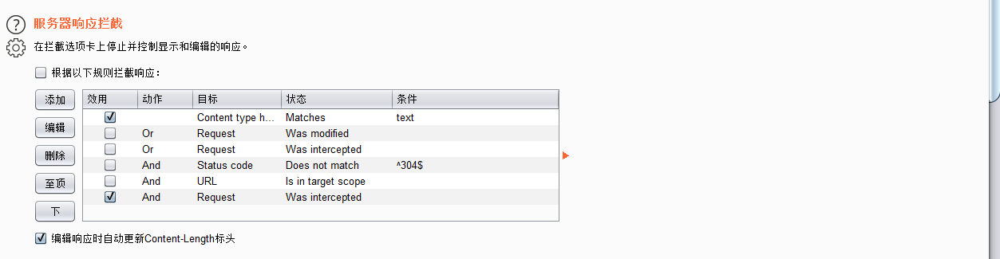 服务器响应拦截
在拦截选项卡上停止并控制显示和编辑的响应。
根据以下规则拦截响应:
添加
编辑
删除
至顶
下
效用 动作 目标 状态 条件
Content type h... Matches text
Or Request Was modified
Or Request Was intercepted
And Status code Does not match ^304$
And URL Is in target scope
And Request Was intercepted
编辑响应时自动更新Content-Length标头